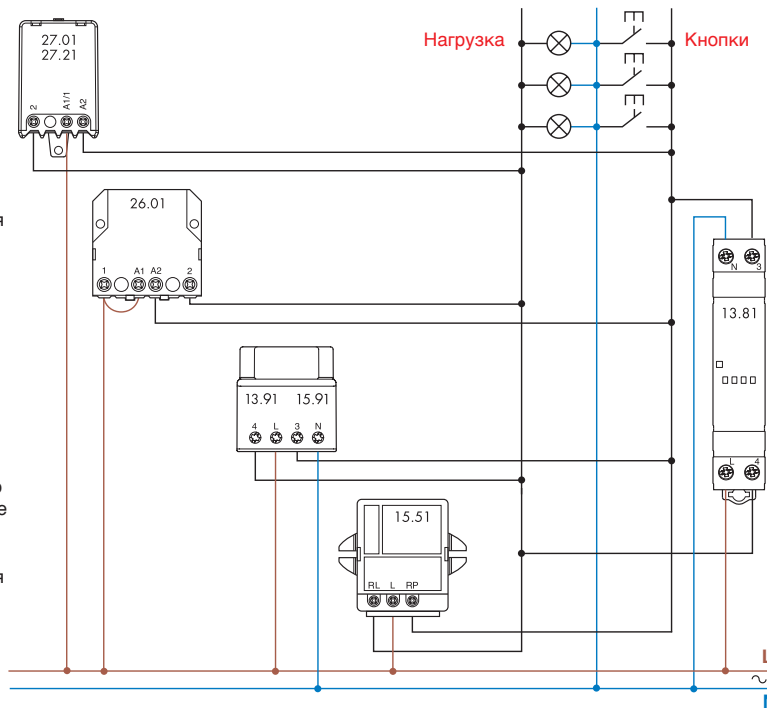 27.01
27.21
2 A1/1 A2
Нагрузка
Кнопки
я
26.01
1 A1 A2 2
N 3
13.81
L 4
13.91 15.91
4 L 3 N
о
е
я
15.51
RL L RP
L
~
N